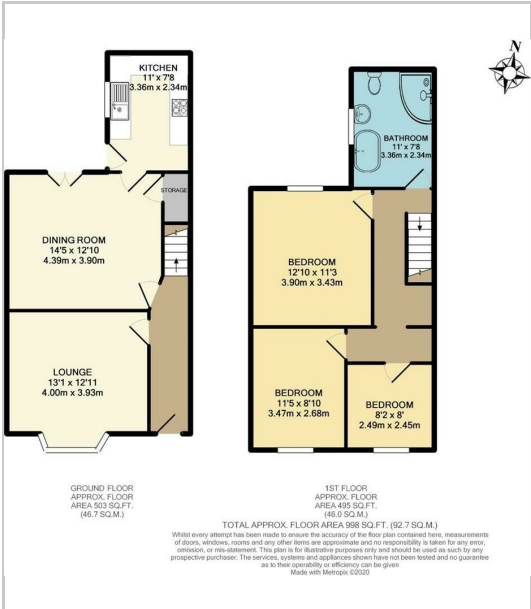 N
KITCHEN
11' x 7'8
3.36m x 2.34m
STORAGE
DINING ROOM
14'5 x 12'10
4.39m x 3.90m
LOUNGE
13'1 x 12'11
4.00m x 3.93m
BATHROOM
11' x 7'8
3.36m x 2.34m
BEDROOM
12'10 x 11'3
3.90m x 3.43m
BEDROOM
11'5 x 8'10
3.47m x 2.68m
BEDROOM
8'2 x 8'
2.49m x 2.45m
GROUND FLOOR
APPROX. FLOOR
AREA 503 SQ.FT.
(46.7 SQ.M.)
1ST FLOOR
APPROX. FLOOR
AREA 495 SQ.FT.
(46.0 SQ.M.)
TOTAL APPROX. FLOOR AREA 998 SQ.FT. (92.7 SQ.M.)
Whilst every attempt has been made to ensure the accuracy of the floor plan contained here, measurements
of doors, windows, rooms and any other items are approximate and no responsibility is taken for any error,
omission, or mis-statement. This plan is for illustrative purposes only and should be used as such by any
prospective purchaser. The services, systems and appliances shown have not been tested and no guarantee
as to their operability or efficiency can be given
Made with Metropix ©2020